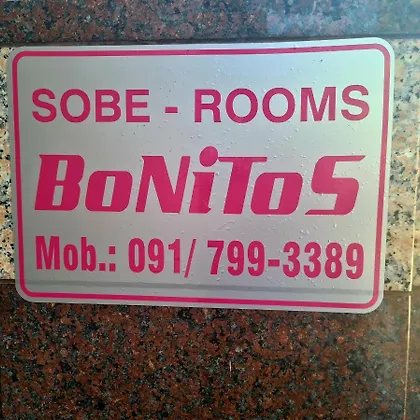 SOBE - ROOMS
BoNiToS
Mob.: 091/ 799-3389